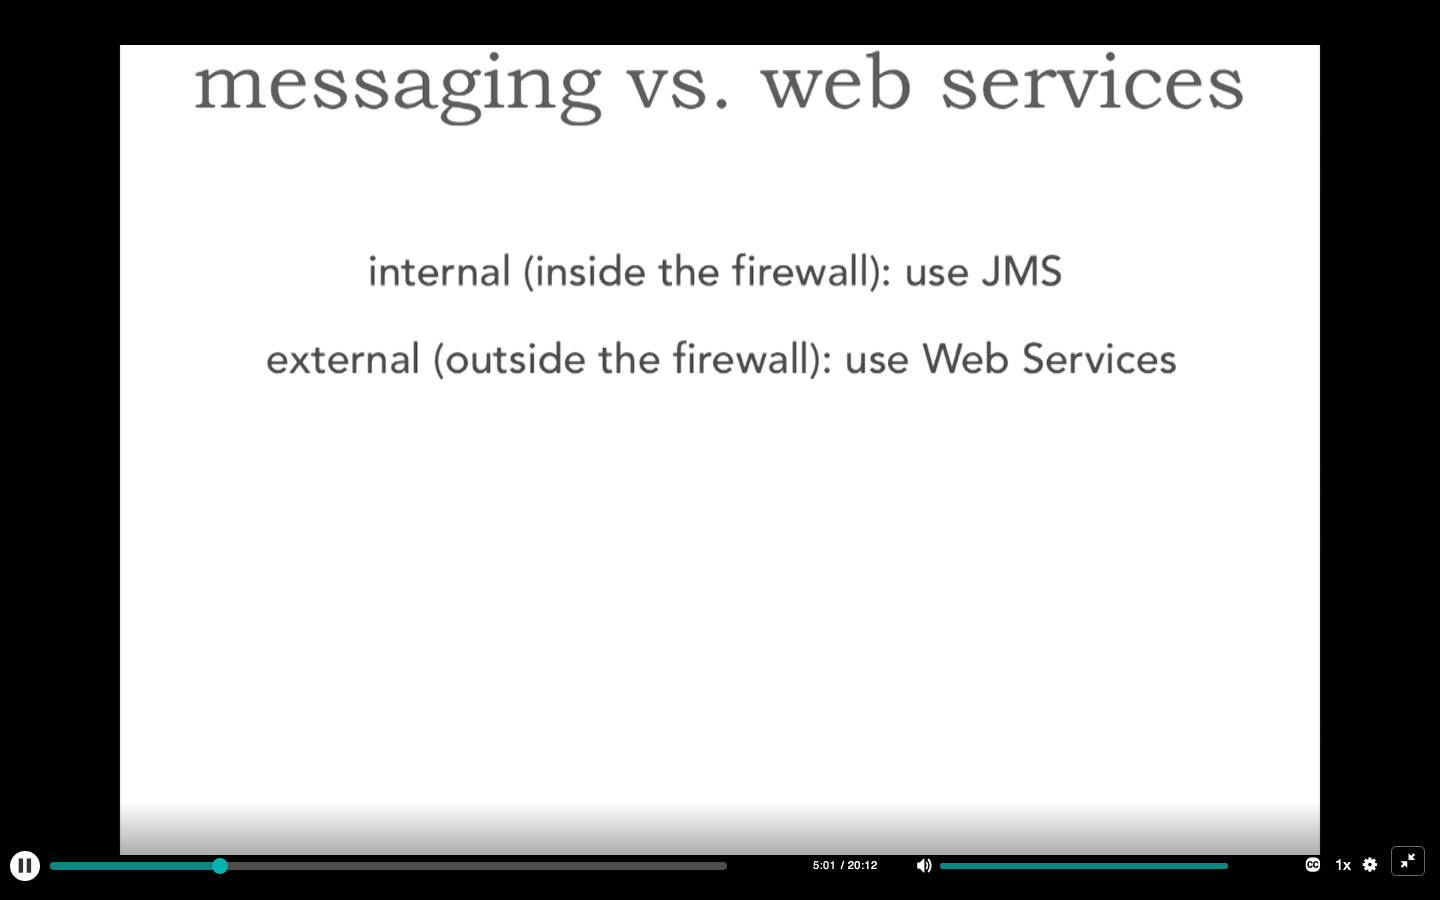 messaging vs. web services
internal (inside the firewall): use JMS
external (outside the firewall): use Web Services
5:01 / 20:12
CC
1x